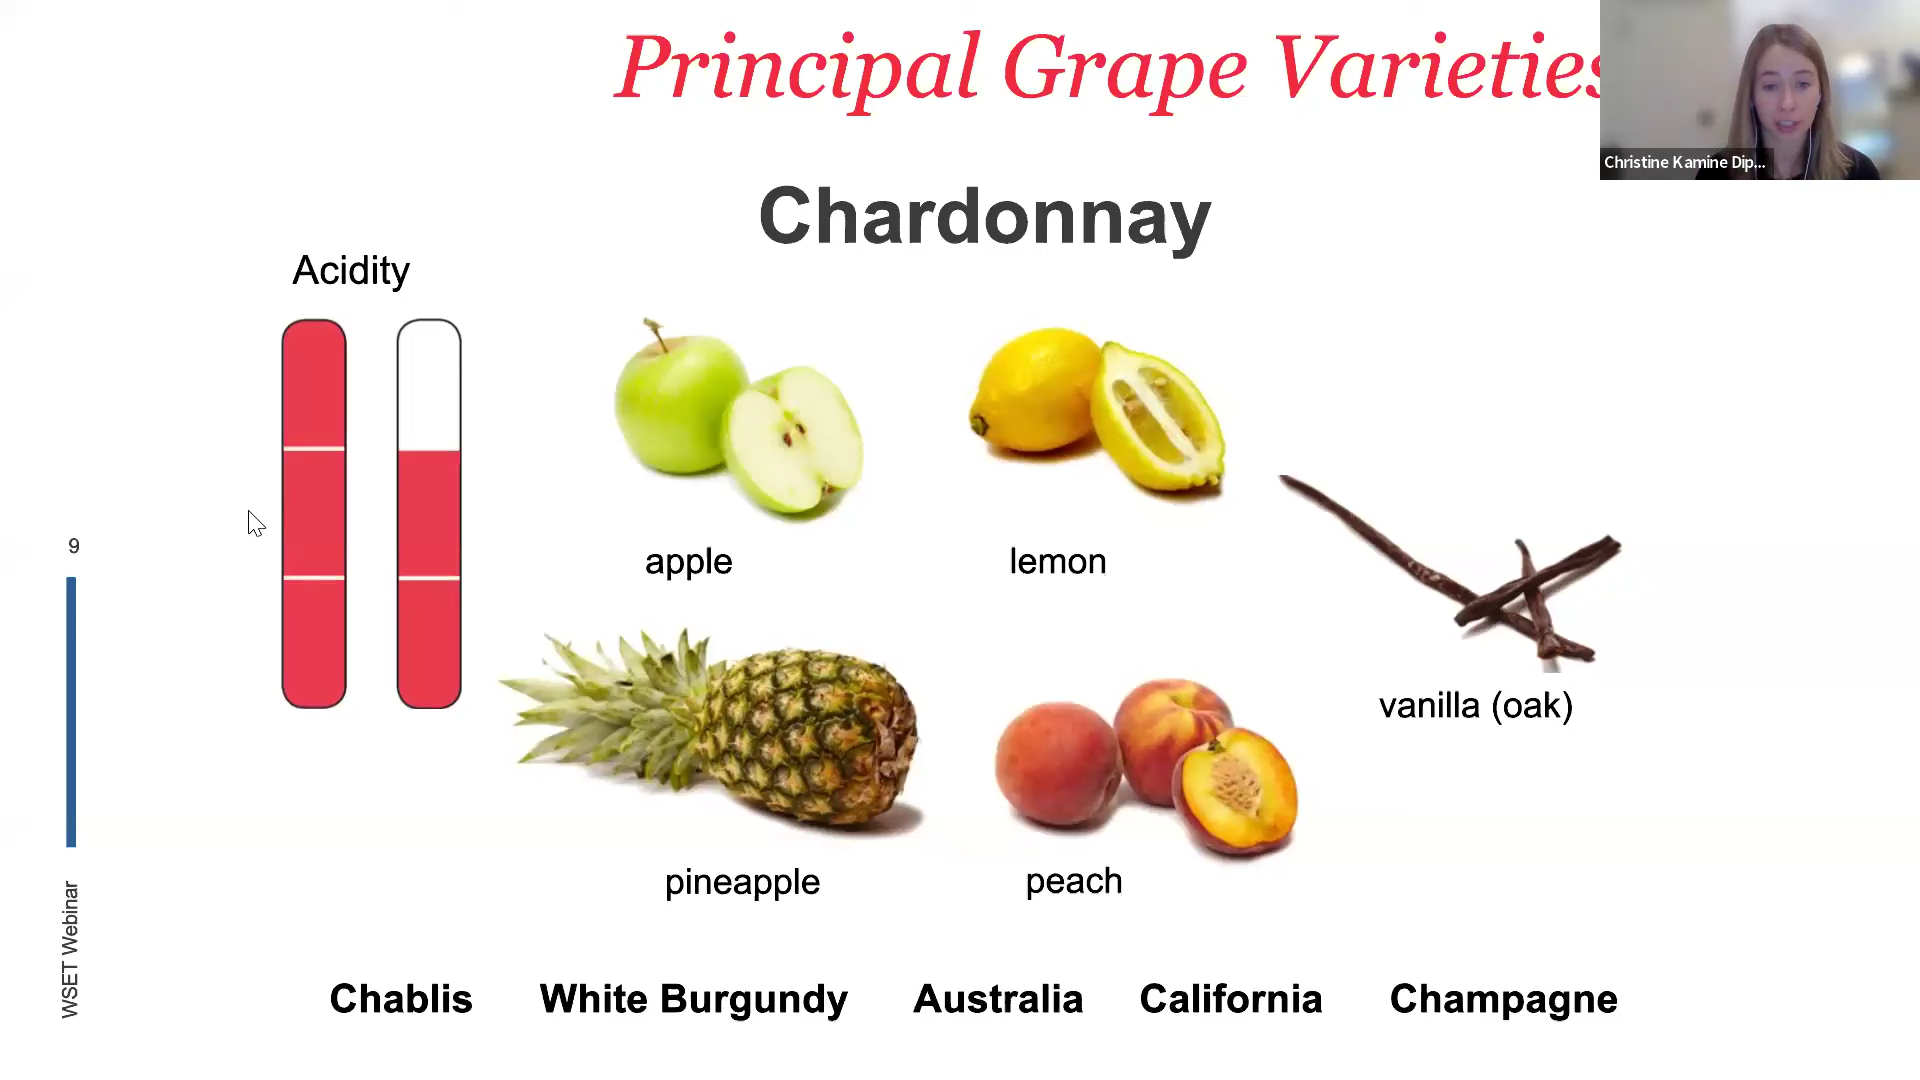 Principal Grape Varieties
Christine Kamine Dip...
Chardonnay
Acidity
apple
lemon
vanilla (oak)
pineapple
peach
Chablis White Burgundy Australia California Champagne
9
WSET Webinar